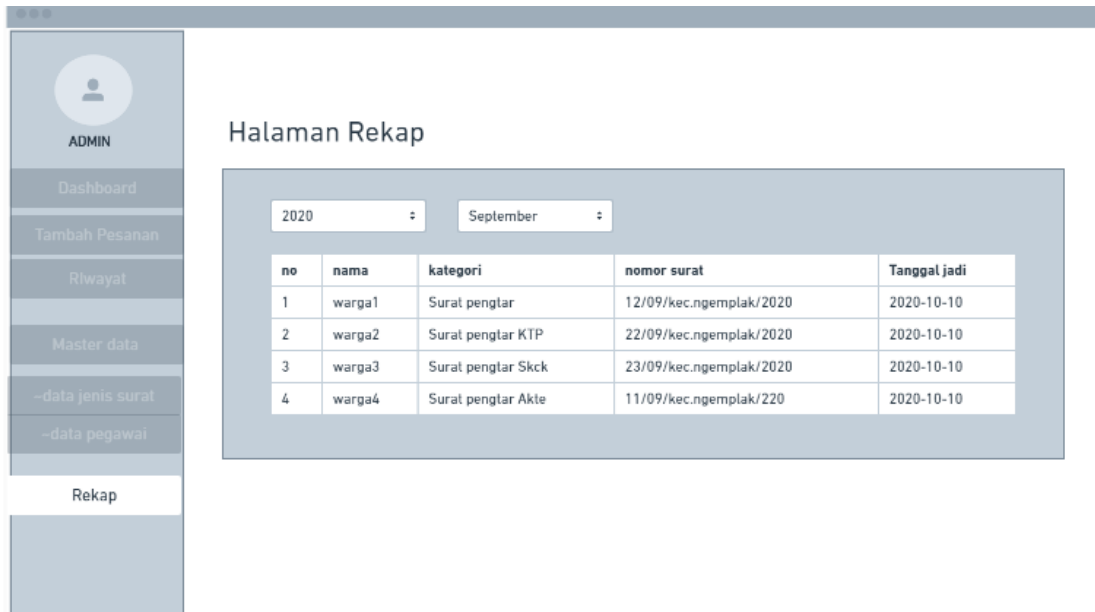 ADMIN
Dashboard
Tambah Pesanan
RIwayat
Master data
-data jenis surat
-data pegawai
Rekap
Halaman Rekap
2020 September
no nama kategori nomor surat Tanggal jadi
1 warga1 Surat pengtar 12/09/kec.ngemplak/2020 2020-10-10
2 warga2 Surat pengtar KTP 22/09/kec.ngemplak/2020 2020-10-10
3 warga3 Surat pengtar Skck 23/09/kec.ngemplak/2020 2020-10-10
4 warga4 Surat pengtar Akte 11/09/kec.ngemplak/220 2020-10-10